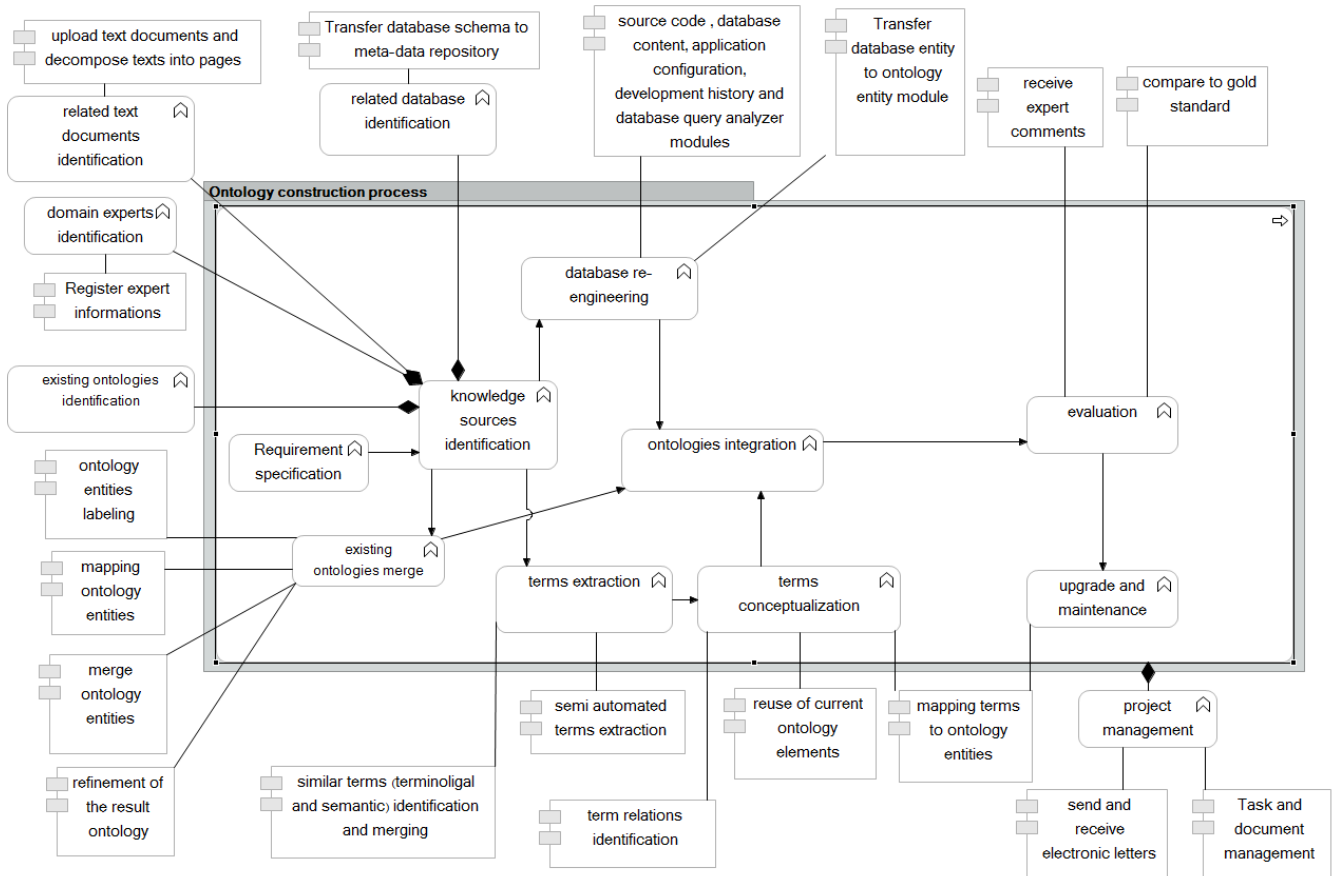 upload text documents and
decompose texts into pages
Transfer database schema to
meta-data repository
source code , database
content, application
configuration,
development history and
database query analyzer
modules
Transfer
database entity
to ontology
entity module
receive
expert
comments
compare to gold
standard
related text
documents
identification
related database
identification
Ontology construction process
domain experts
identification
Register expert
informations
database re-
engineering
existing ontologies
identification
knowledge
sources
identification
Requirement
specification
ontologies integration
evaluation
ontology
entities
labeling
existing
ontologies merge
mapping
ontology
entities
terms extraction
terms
conceptualization
upgrade and
maintenance
merge
ontology
entities
semi automated
terms extraction
reuse of current
ontology
elements
mapping terms
to ontology
entities
project
management
refinement of
the result
ontology
similar terms (terminoligal
and semantic) identification
and merging
term relations
identification
send and
receive
electronic letters
Task and
document
management